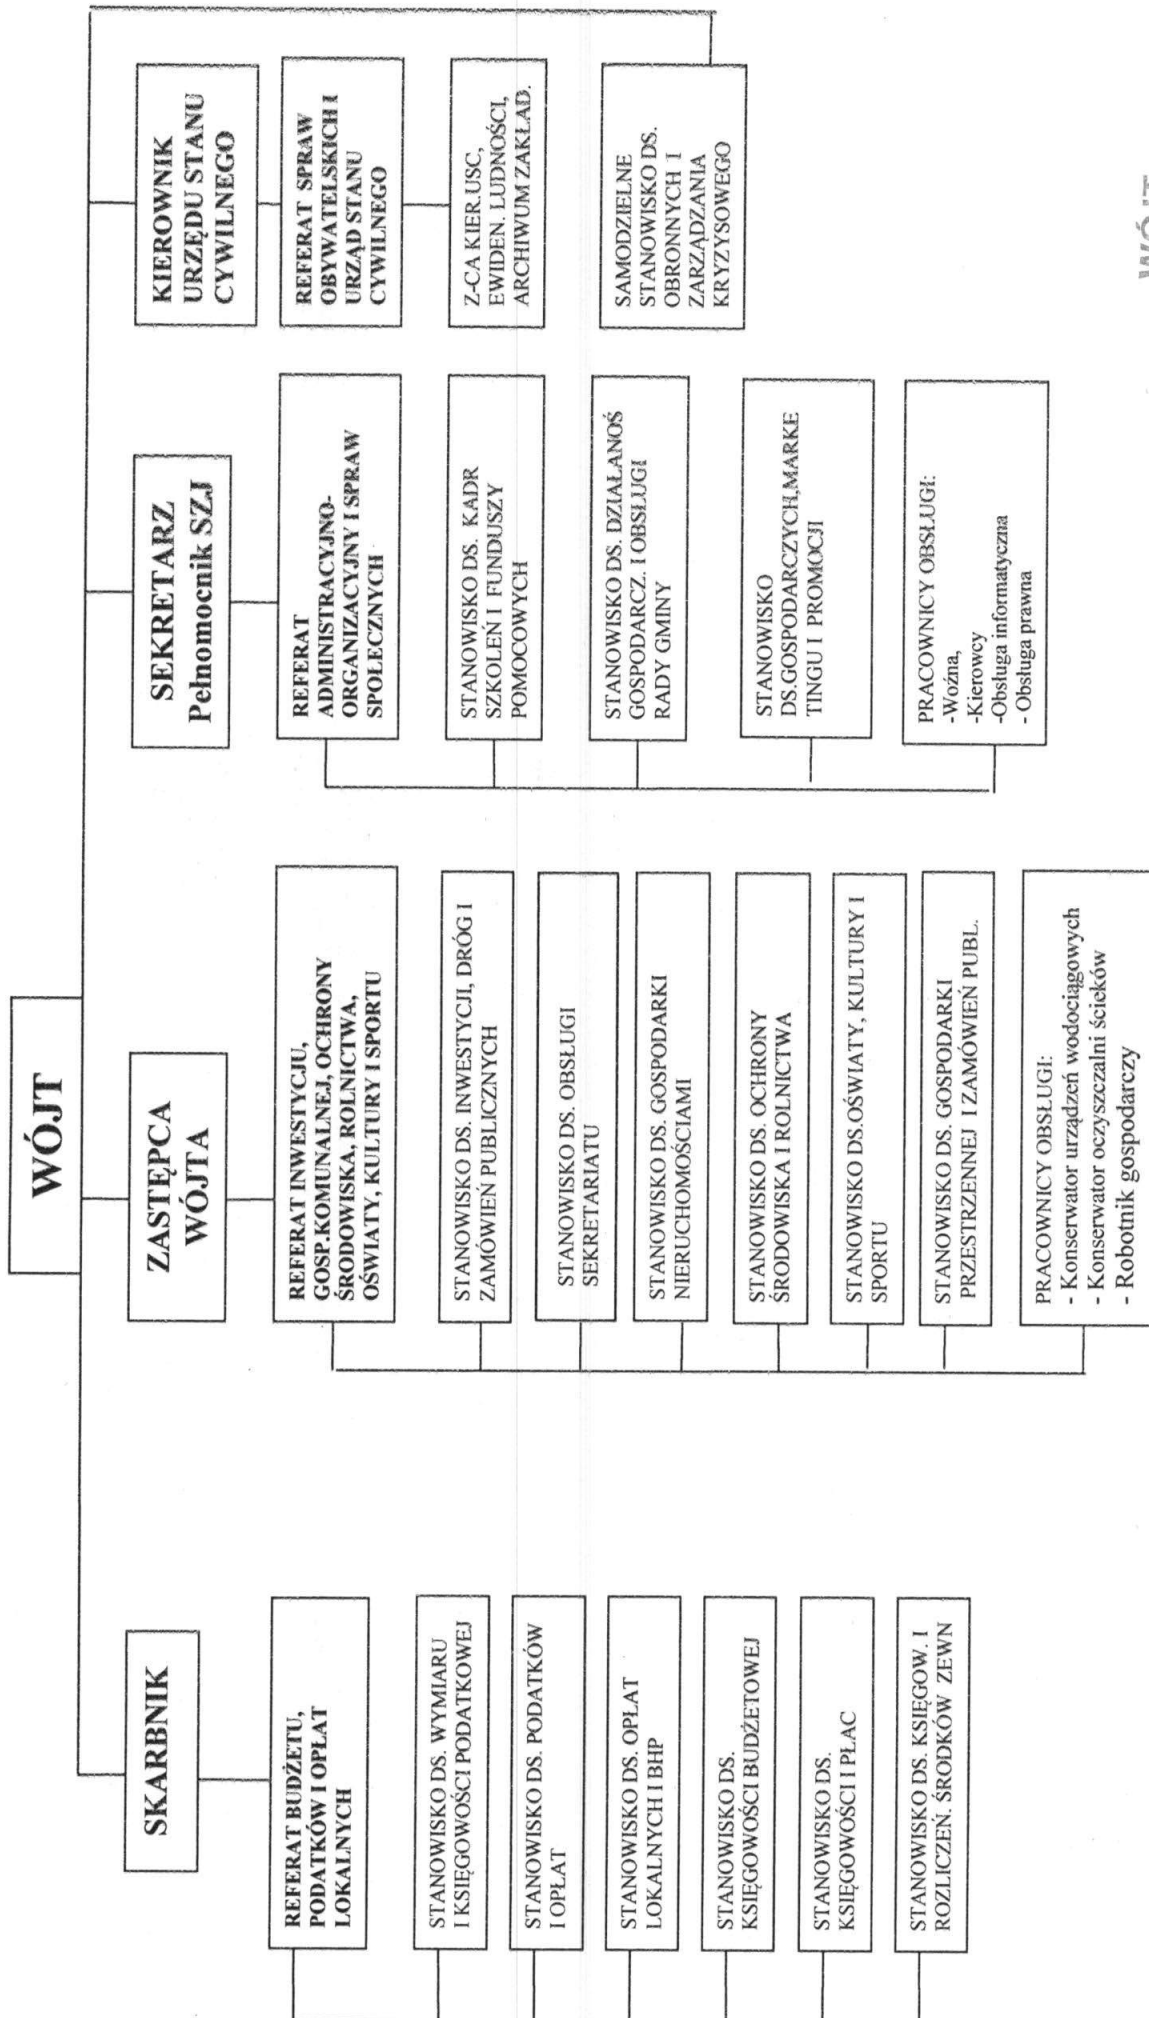 WÓJT
SKARBNIK
REFERAT BUDŻETU,
PODATKÓW I OPŁAT
LOKALNYCH
STANOWISKO DS. WYMIARU
I KSIĘGOWOŚCI PODATKOWEJ
STANOWISKO DS. PODATKÓW
I OPŁAT
STANOWISKO DS. OPŁAT
LOKALNYCH I BHP
STANOWISKO DS.
KSIĘGOWOŚCI BUDŻETOWEJ
STANOWISKO DS.
KSIĘGOWOŚCI I PŁAC
STANOWISKO DS. KSIĘGOW. I
ROZLICZEŃ. ŚRODKÓW ZEWN
ZASTĘPCA
WÓJTA
REFERAT INWESTYCJU,
GOSP.KOMUNALNEJ, OCHRONY
ŚRODOWISKA, ROLNICTWA,
OŚWIATY, KULTURY I SPORTU
STANOWISKO DS. INWESTYCJI, DRÓG I
ZAMÓWIEŃ PUBLICZNYCH
STANOWISKO DS. OBSŁUGI
SEKRETARIATU
STANOWISKO DS. GOSPODARKI
NIERUCHOMOŚCIAMI
STANOWISKO DS. OCHRONY
ŚRODOWISKA I ROLNICTWA
STANOWISKO DS.OŚWIATY, KULTURY I
SPORTU
STANOWISKO DS. GOSPODARKI
PRZESTRZENNEJ I ZAMÓWIEŃ PUBL.
PRACOWNICY OBSŁUGI:
- Konserwator urządzeń wodociągowych
- Konserwator oczyszczalni ścieków
- Robotnik gospodarczy
SEKRETARZ
Pełnomocnik SZJ
REFERAT
ADMINISTRACYJNO-
ORGANIZACYJNY I SPRAW
SPOŁECZNYCH
STANOWISKO DS. KADR
SZKOLEŃ I FUNDUSZY
POMOCOWYCH
STANOWISKO DS. DZIAŁANOŚ
GOSPODARCZ. I OBSŁUGI
RADY GMINY
STANOWISKO
DS.GOSPODARCZYCH,MARKE
TINGU I PROMOCJI
PRACOWNICY OBSŁUGI:
-Woźna,
-Kierowcy
-Obsługa informatyczna
- Obsługa prawna
KIEROWNIK
URZĘDU STANU
CYWILNEGO
REFERAT SPRAW
OBYWATELSKICH I
URZĄD STANU
CYWILNEGO
Z-CA KIER.USC,
EWIDEN. LUDNOŚCI,
ARCHIWUM ZAKŁAD.
SAMODZIELNE
STANOWISKO DS.
OBRONNYCH I
ZARZĄDZANIA
KRYZYSOWEGO
WÓJT